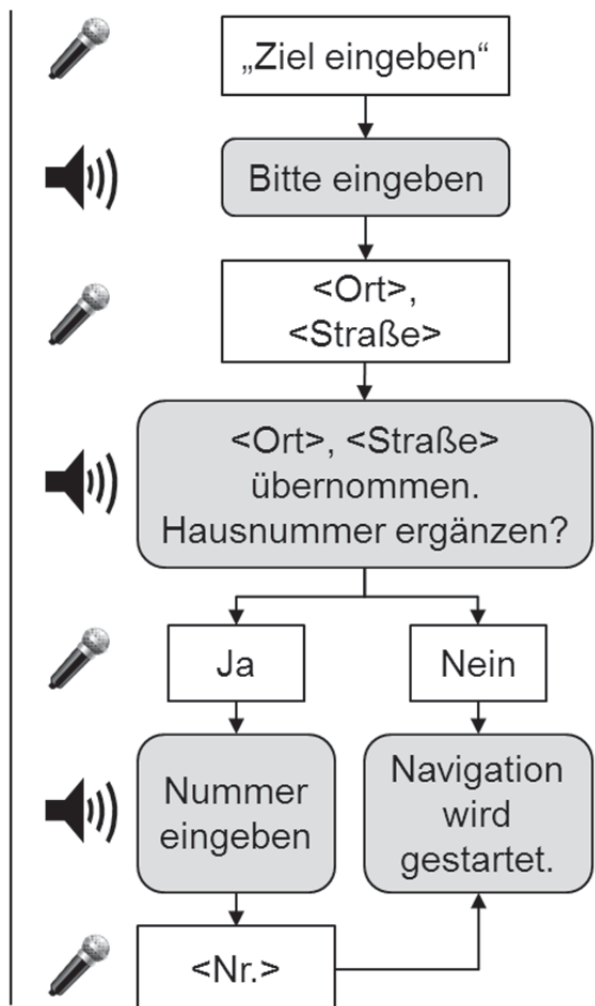 „Ziel eingeben“
Bitte eingeben
<Ort>,
<Straße>
<Ort>, <Straße>
übernommen.
Hausnummer ergänzen?
Ja
Nein
Nummer
eingeben
Navigation
wird
gestartet.
<Nr.>